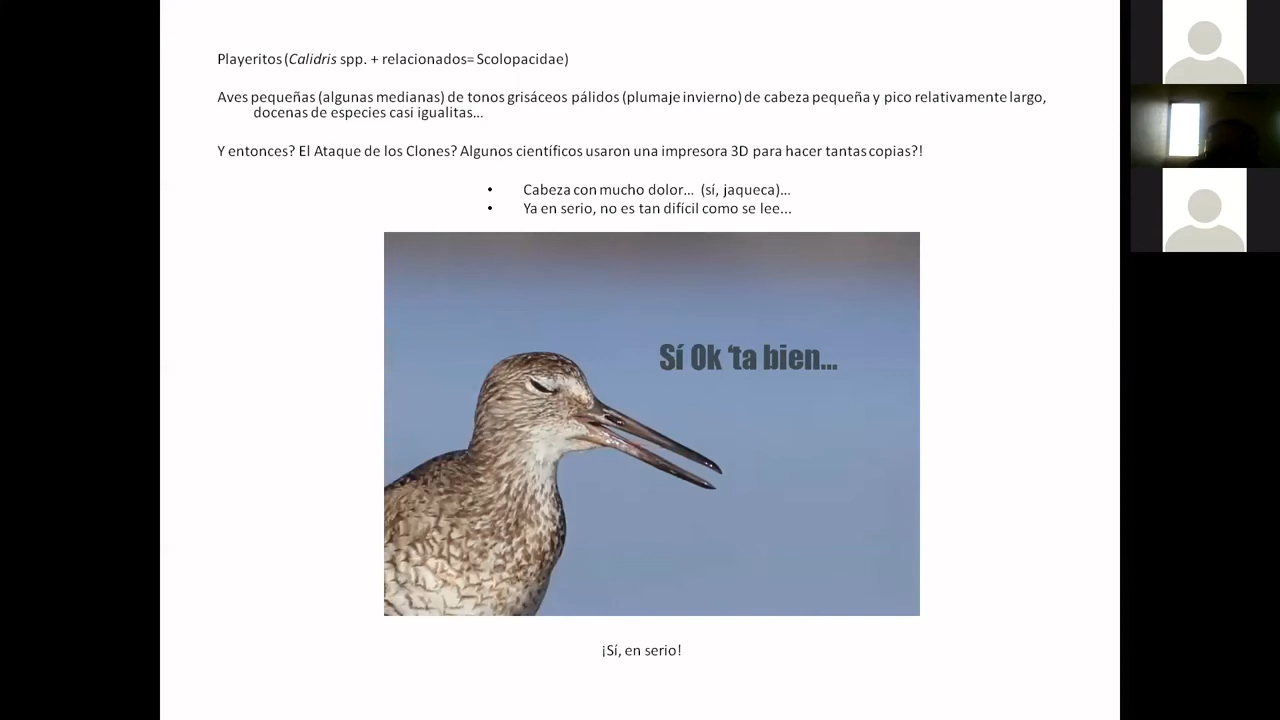 Playeritos (Calidris spp. + relacionados= Scolopacidae)
Aves pequeñas (algunas medianas) de tonos grisáceos pálidos (plumaje invierno) de cabeza pequeña y pico relativamente largo,
docenas de especies casi igualitas...
Y entonces? El Ataque de los Clones? Algunos científicos usaron una impresora 3D para hacer tantas copias?!
• Cabeza con mucho dolor... (sí, jaqueca)...
• Ya en serio, no es tan difícil como se lee...
Sí Ok ‘ta bien...
¡Sí, en serio!